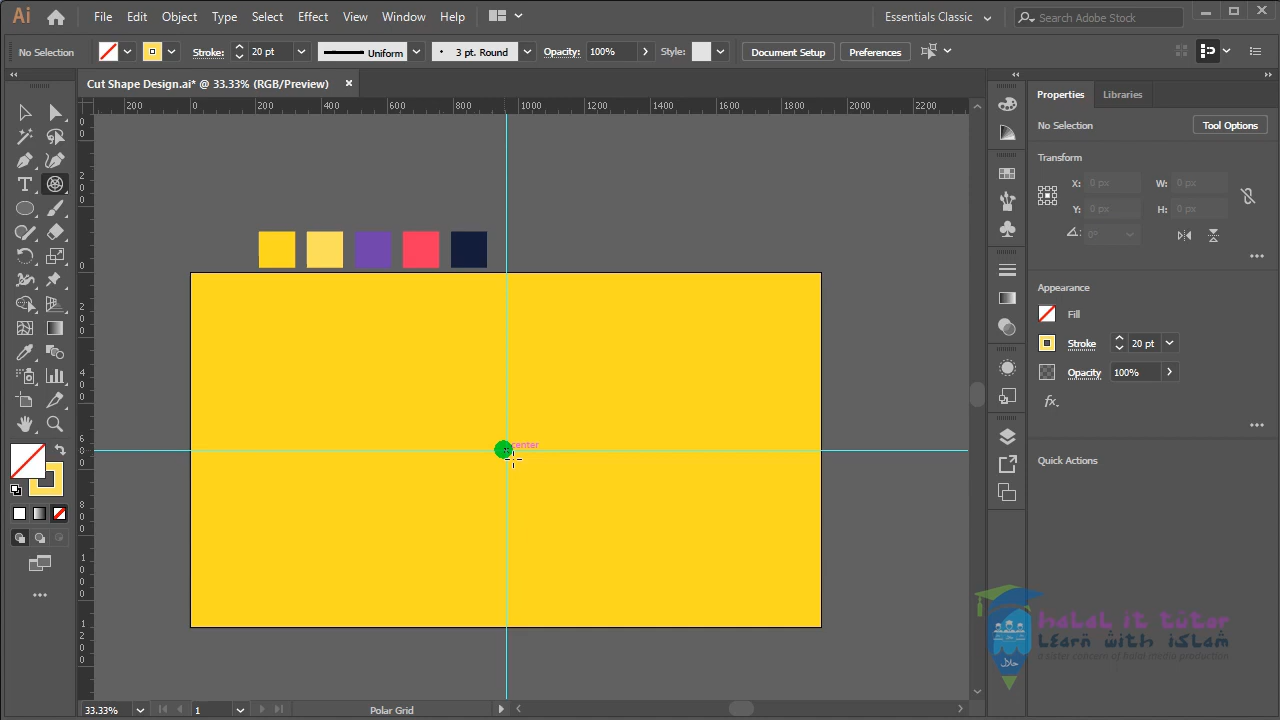 Ai File Edit Object Type Select Effect View Window Help Essentials Classic Search Adobe Stock
No Selection Stroke: 20 pt Uniform 3 pt. Round Opacity: 100% Style: Document Setup Preferences
Cut Shape Design.ai* @ 33.33% (RGB/Preview)
200 0 200 400 600 800 1000 1200 1400 1600 1800 2000 2200
Properties Libraries
No Selection Tool Options
Transform
X: 0 px W: 0 px
Y: 0 px H: 0 px
0°
Appearance
Fill
Stroke 20 pt
Opacity 100%
fx.
Quick Actions
center
halal it tutor
Learn with islam
حلال
33.33% 1 Polar Grid